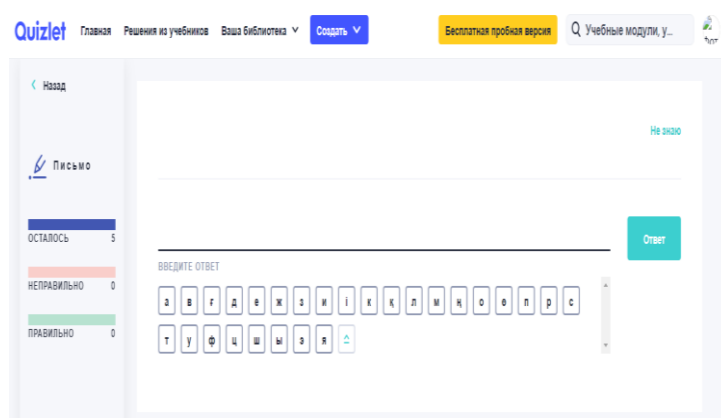 Quizlet Главная Решения из учебников Ваша библиотека Создать Бесплатная пробная версия Учебные модули, у...
Назад
Не знаю
Письмо
ОСТАЛОСЬ 5
Ответ
ВВЕДИТЕ ОТВЕТ
НЕПРАВИЛЬНО 0
а в ғ д е ж з и і к қ л м ң о ө п р с
ПРАВИЛЬНО 0
т у ф ц ш ы э я